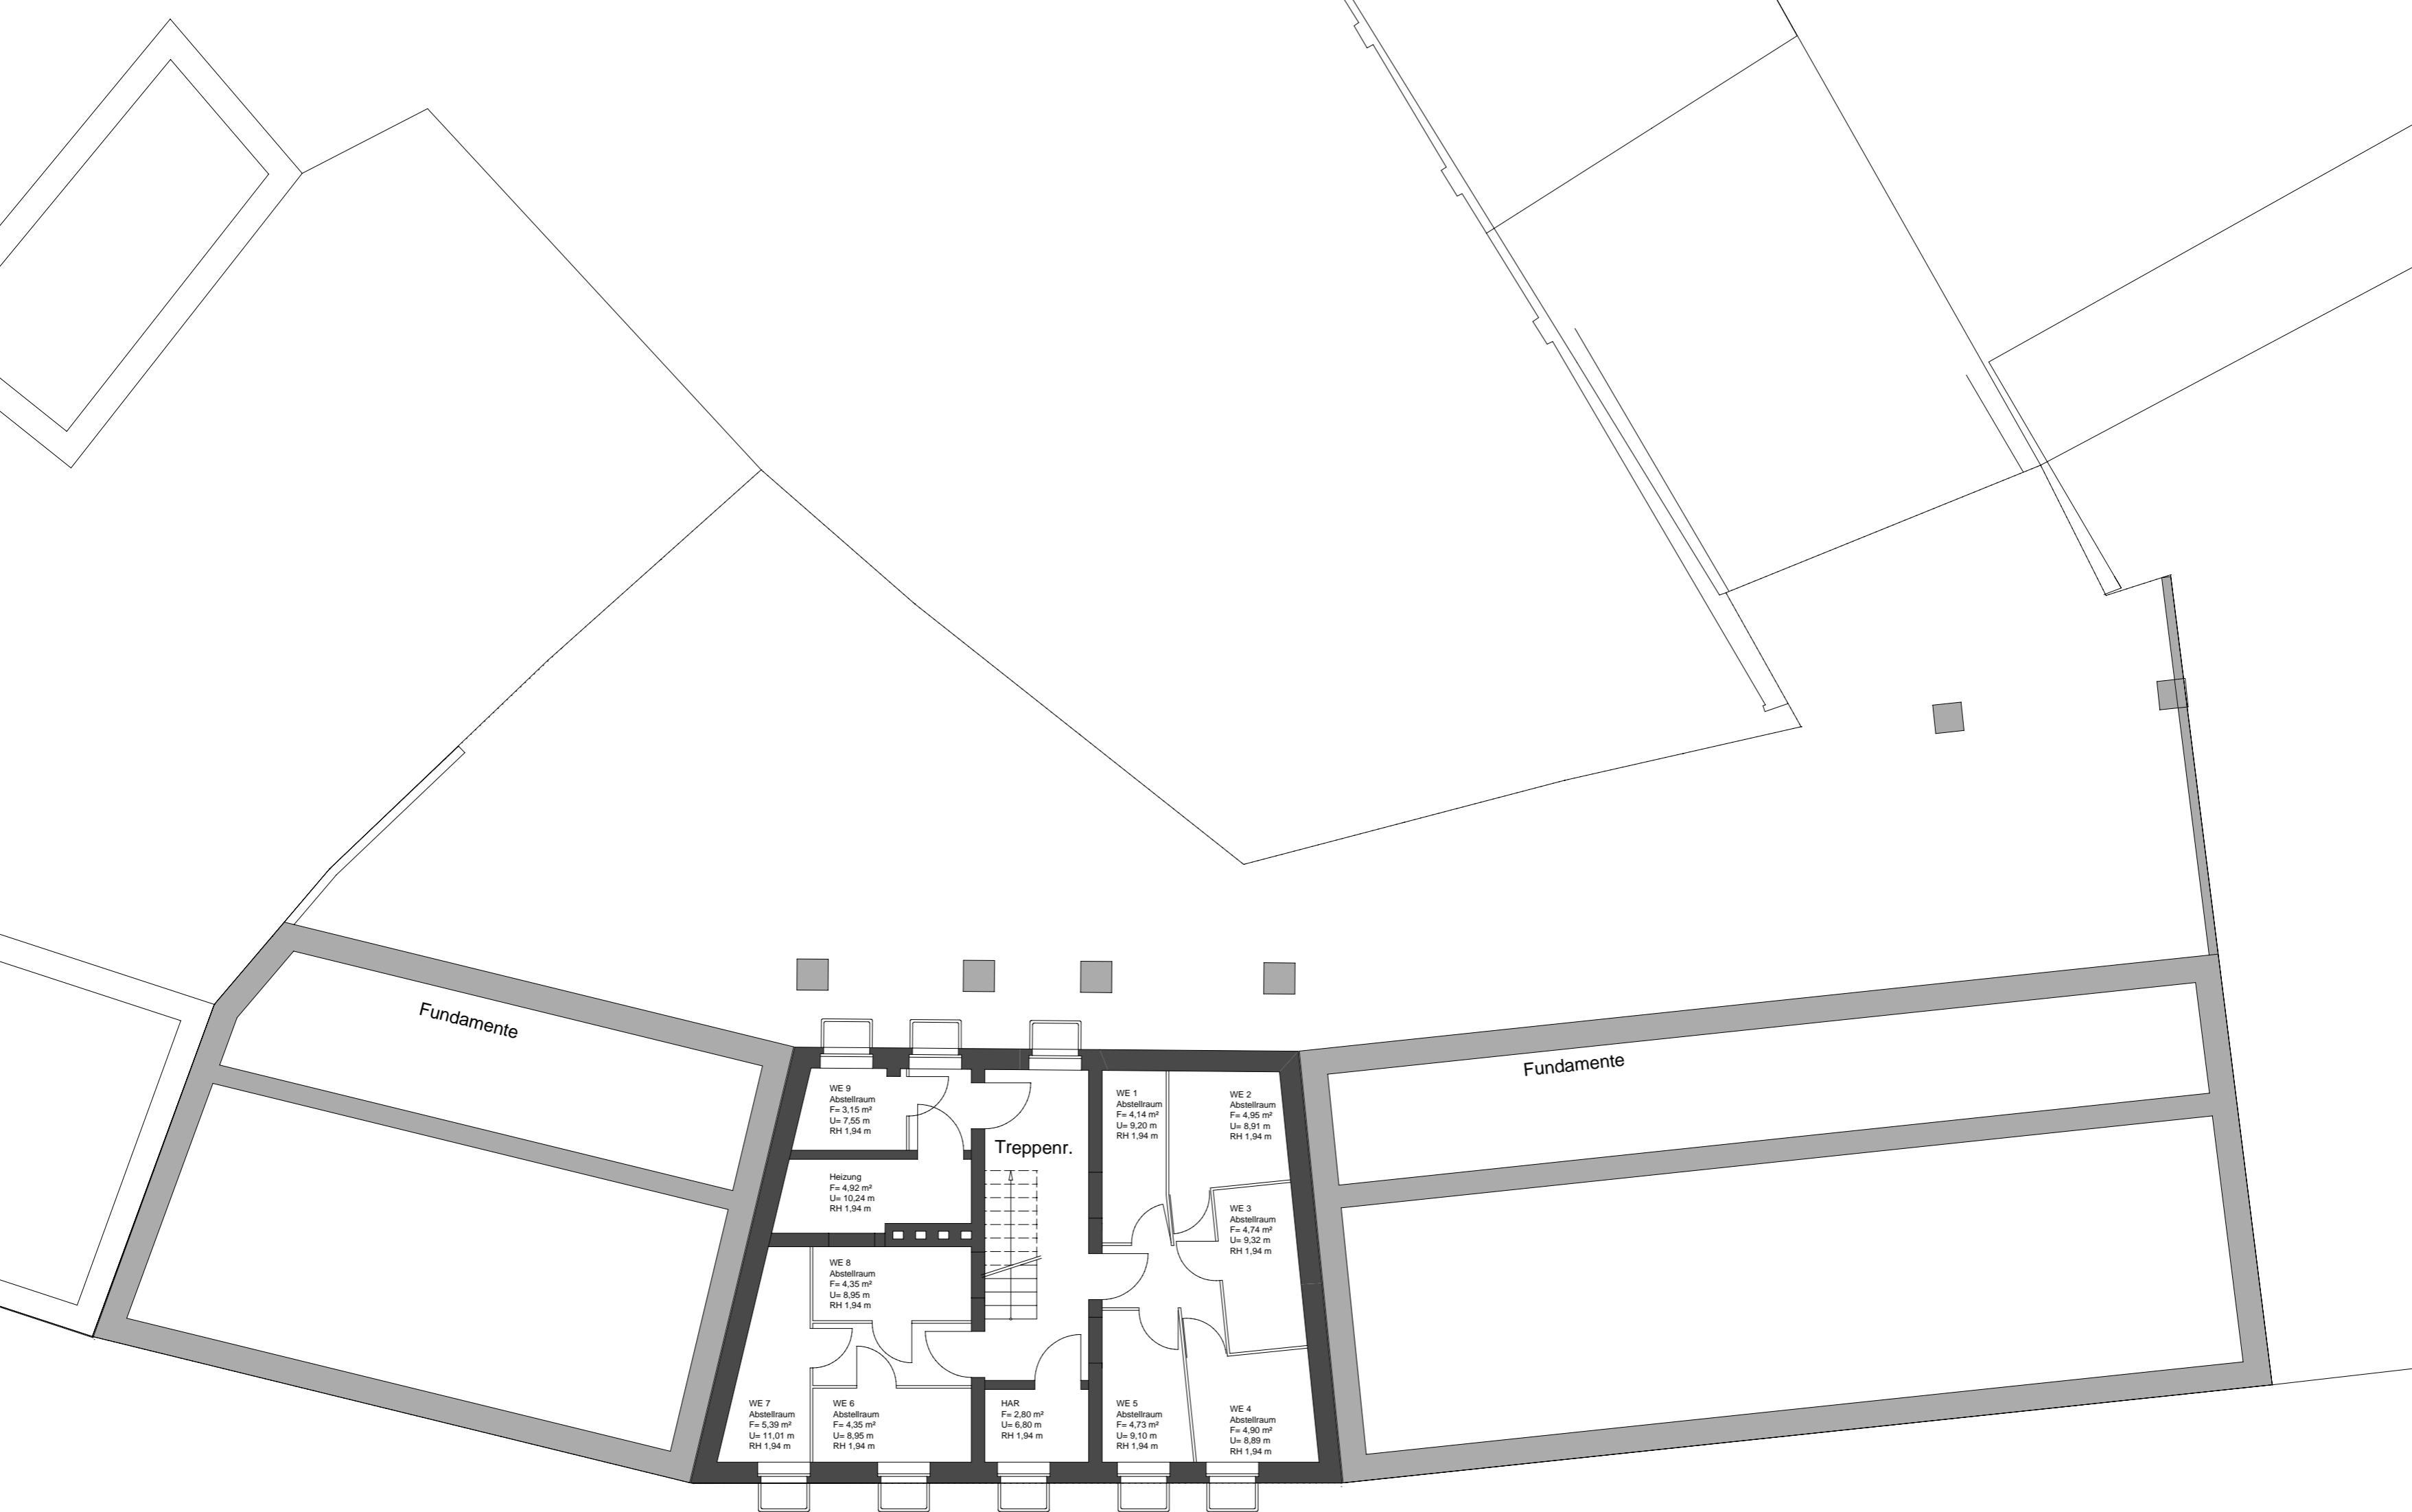 Fundamente
Fundamente
WE 9
Abstellraum
F= 3,15 m²
U= 7,55 m
RH 1,94 m
WE 1
Abstellraum
F= 4,14 m²
U= 9,20 m
RH 1,94 m
WE 2
Abstellraum
F= 4,95 m²
U= 8,91 m
RH 1,94 m
Treppenr.
Heizung
F= 4,92 m²
U= 10,24 m
RH 1,94 m
WE 3
Abstellraum
F= 4,74 m²
U= 9,32 m
RH 1,94 m
WE 8
Abstellraum
F= 4,35 m²
U= 8,95 m
RH 1,94 m
WE 7
Abstellraum
F= 5,39 m²
U= 11,01 m
RH 1,94 m
WE 6
Abstellraum
F= 4,35 m²
U= 8,95 m
RH 1,94 m
HAR
F= 2,80 m²
U= 6,80 m
RH 1,94 m
WE 5
Abstellraum
F= 4,73 m²
U= 9,10 m
RH 1,94 m
WE 4
Abstellraum
F= 4,90 m²
U= 8,89 m
RH 1,94 m